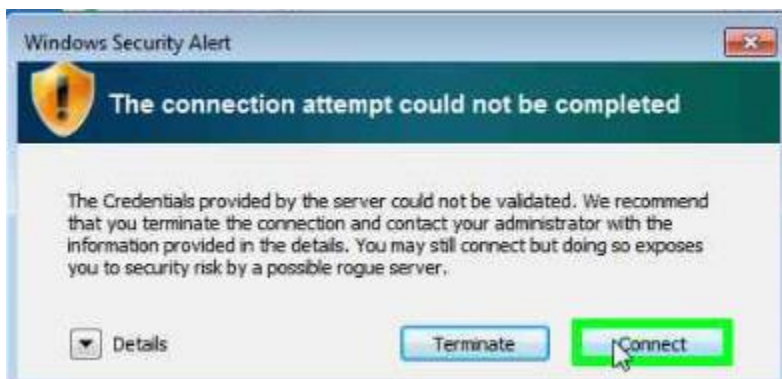 Windows Security Alert
The connection attempt could not be completed
The Credentials provided by the server could not be validated. We recommend
that you terminate the connection and contact your administrator with the
information provided in the details. You may still connect but doing so exposes
you to security risk by a possible rogue server.
Details
Terminate
Connect